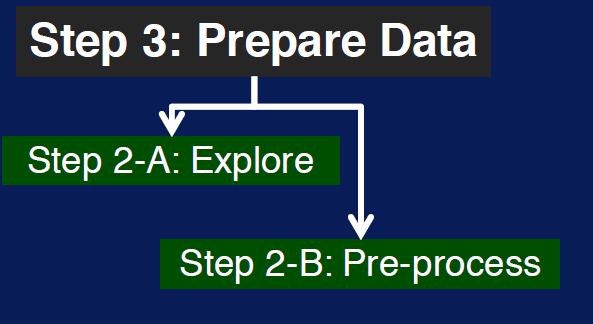 Step 3: Prepare Data
Step 2-A: Explore
Step 2-B: Pre-process